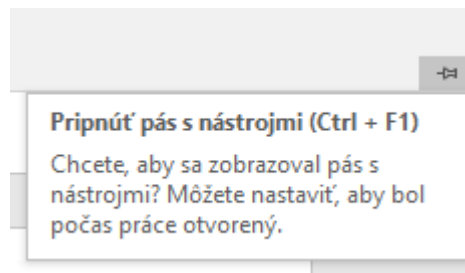 Pripnúť pás s nástrojmi (Ctrl + F1)
Chcete, aby sa zobrazoval pás s
nástrojmi? Môžete nastaviť, aby bol
počas práce otvorený.